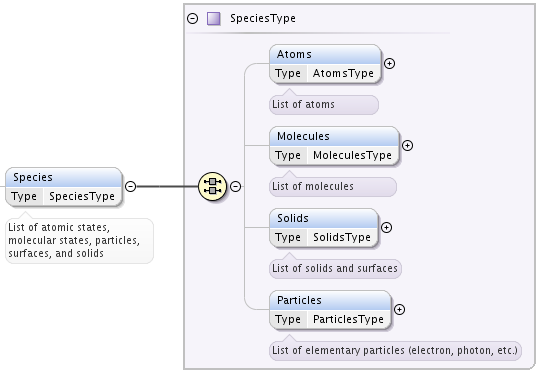 SpeciesType
Atoms
Type AtomsType
List of atoms
Molecules
Type MoleculesType
List of molecules
Species
Type SpeciesType
List of atomic states,
molecular states, particles,
surfaces, and solids
Solids
Type SolidsType
List of solids and surfaces
Particles
Type ParticlesType
List of elementary particles (electron, photon, etc.)